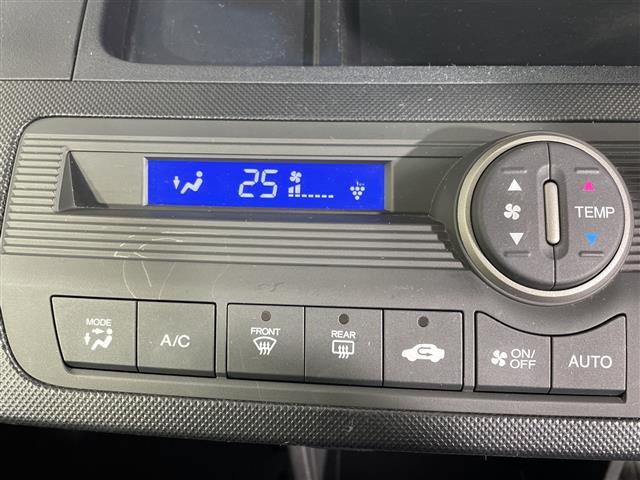 25
TEMP
MODE
A/C
FRONT
REAR
ON/
OFF
AUTO